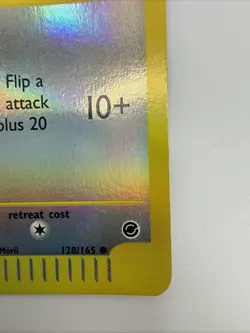 Flip a
attack 10+
plus 20
retreat cost
Morii 128/165